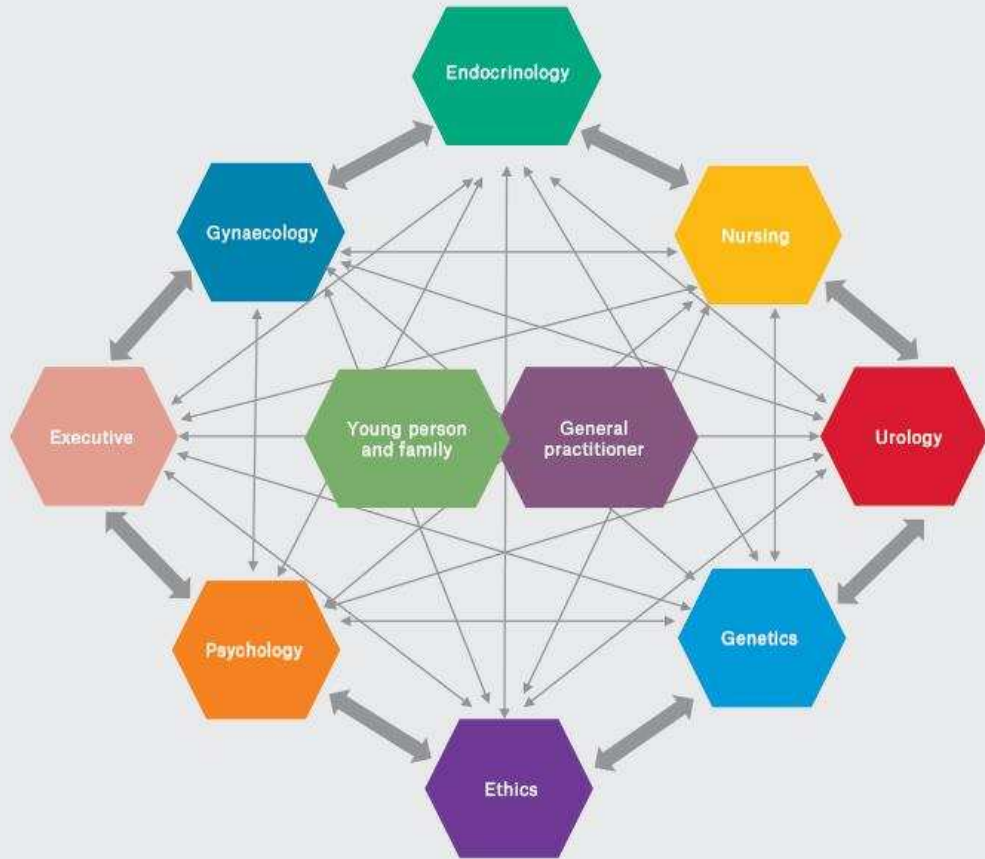 Endocrinology
Gynaecology
Nursing
Executive
Young person
and family
General
practitioner
Urology
Psychology
Genetics
Ethics